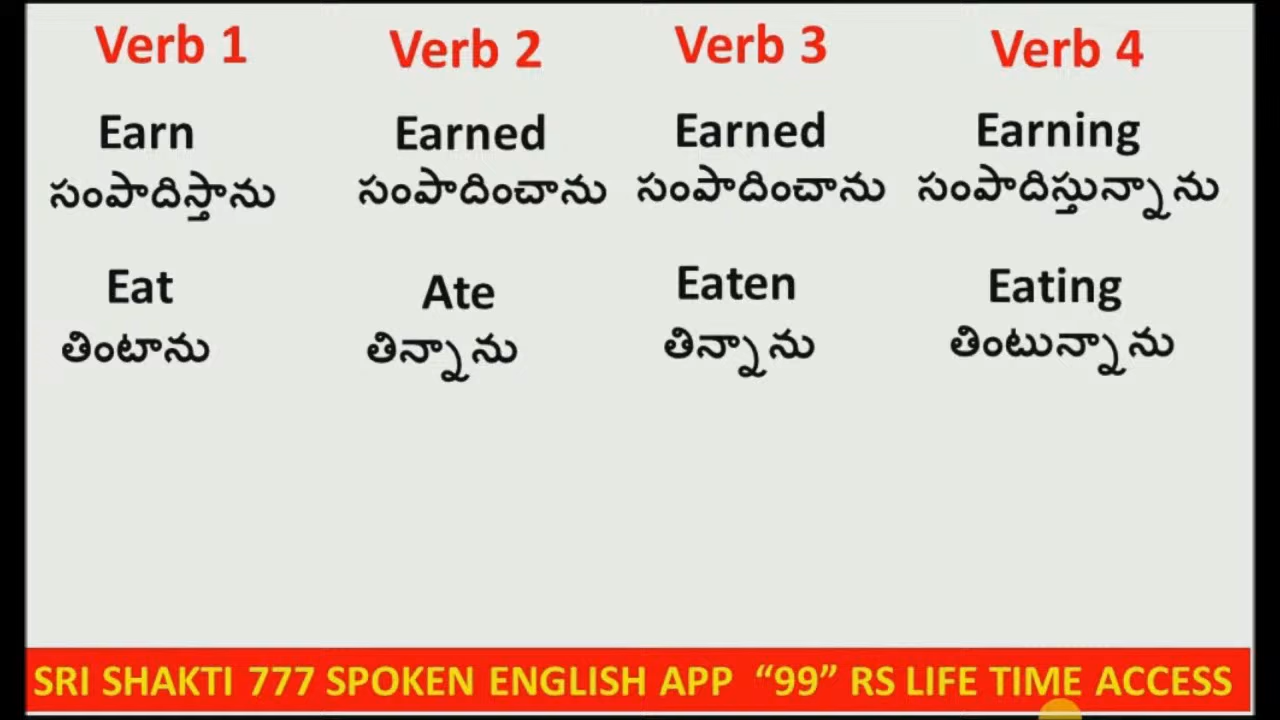 Verb 1 Verb 2 Verb 3 Verb 4
Earn Earned Earned Earning
సంపాదిస్తాను సంపాదించాను సంపాదించాను సంపాదిస్తున్నాను
Eat Ate Eaten Eating
తింటాను తిన్నాను తిన్నాను తింటున్నాను
SRI SHAKTI 777 SPOKEN ENGLISH APP “99” RS LIFE TIME ACCESS